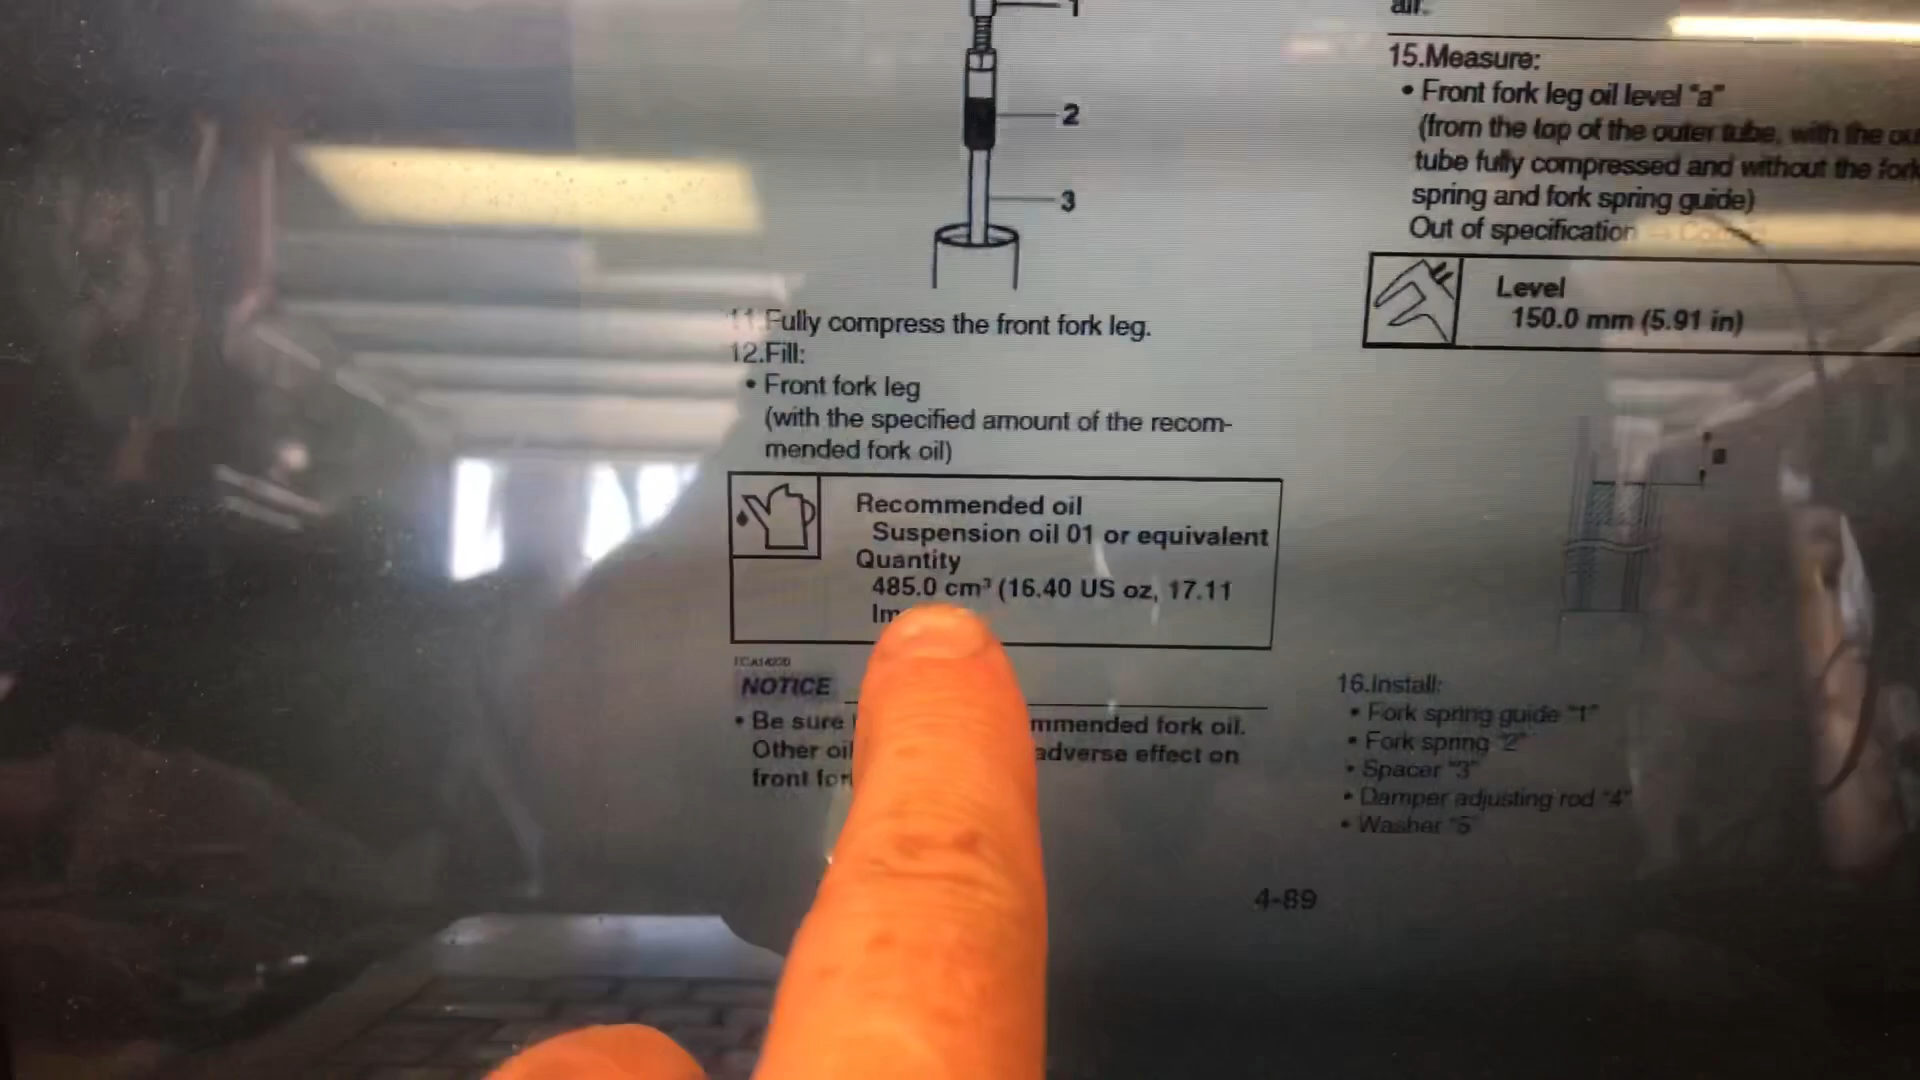 1
2
3
11.Fully compress the front fork leg.
12.Fill:
• Front fork leg
(with the specified amount of the recom-
mended fork oil)
Recommended oil
Suspension oil 01 or equivalent
Quantity
485.0 cm³ (16.40 US oz, 17.11
NOTICE
• Be sure mmended fork oil.
Other oil adverse effect on
front
air.
15.Measure:
• Front fork leg oil level "a"
(from the top of the outer tube, with the
tube fully compressed and without the fork
spring and fork spring guide)
Out of specification → Correct
Level
150.0 mm (5.91 in)
a
16.Install:
• Fork spring guide "1"
• Fork spring "2"
• Spacer "3"
• Damper adjusting rod "4"
• Washer "5"
4-89